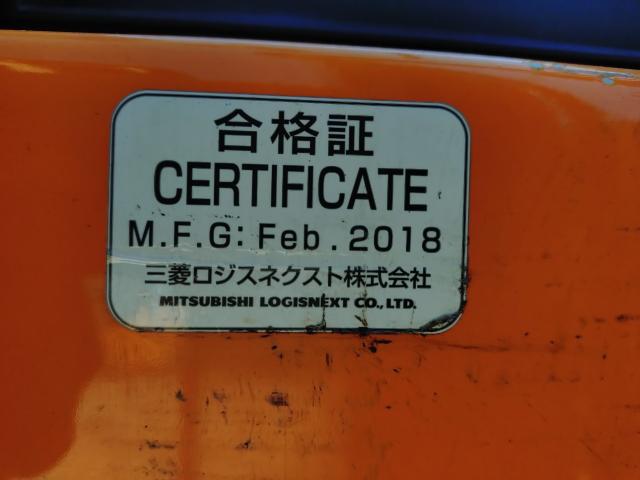 合格証
CERTIFICATE
M.F.G: Feb. 2018
三菱ロジスネクスト株式会社
MITSUBISHI LOGISNEXT CO., LTD.